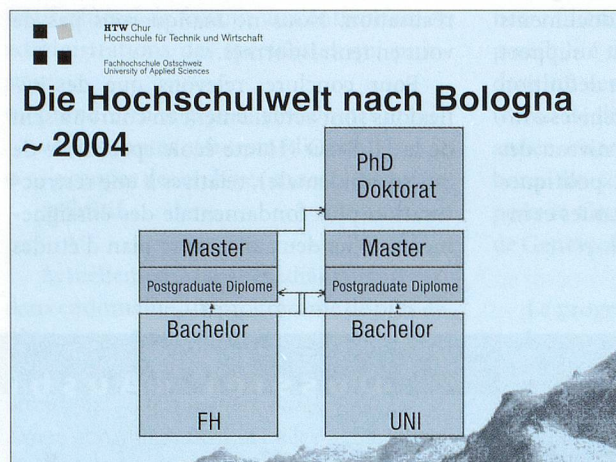 HTW Chur
Hochschule für Technik und Wirtschaft
Fachhochschule Ostschweiz
University of Applied Sciences
Die Hochschulwelt nach Bologna
~ 2004
PhD
Doktorat
Master
Postgraduate Diplome
Master
Postgraduate Diplome
Bachelor
FH
Bachelor
UNI